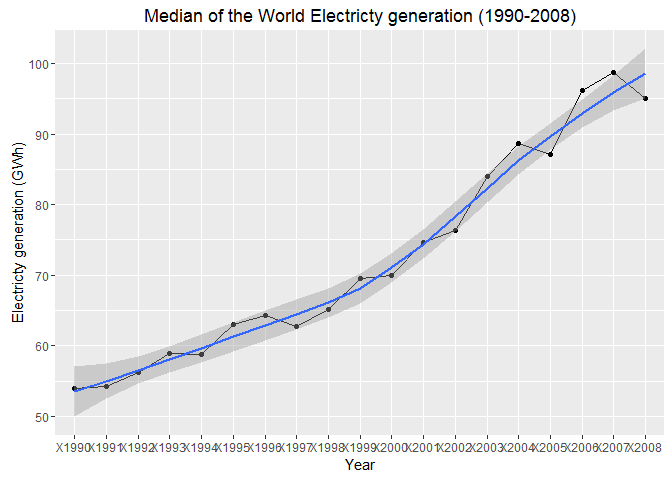 Median of the World Electricty generation (1990-2008)
Electricty generation (GWh)
100
90
80
70
60
50
X1990 X1991 X1992 X1993 X1994 X1995 X1996 X1997 X1998 X1999 X2000 X2001 X2002 X2003 X2004 X2005 X2006 X2007 X2008
Year